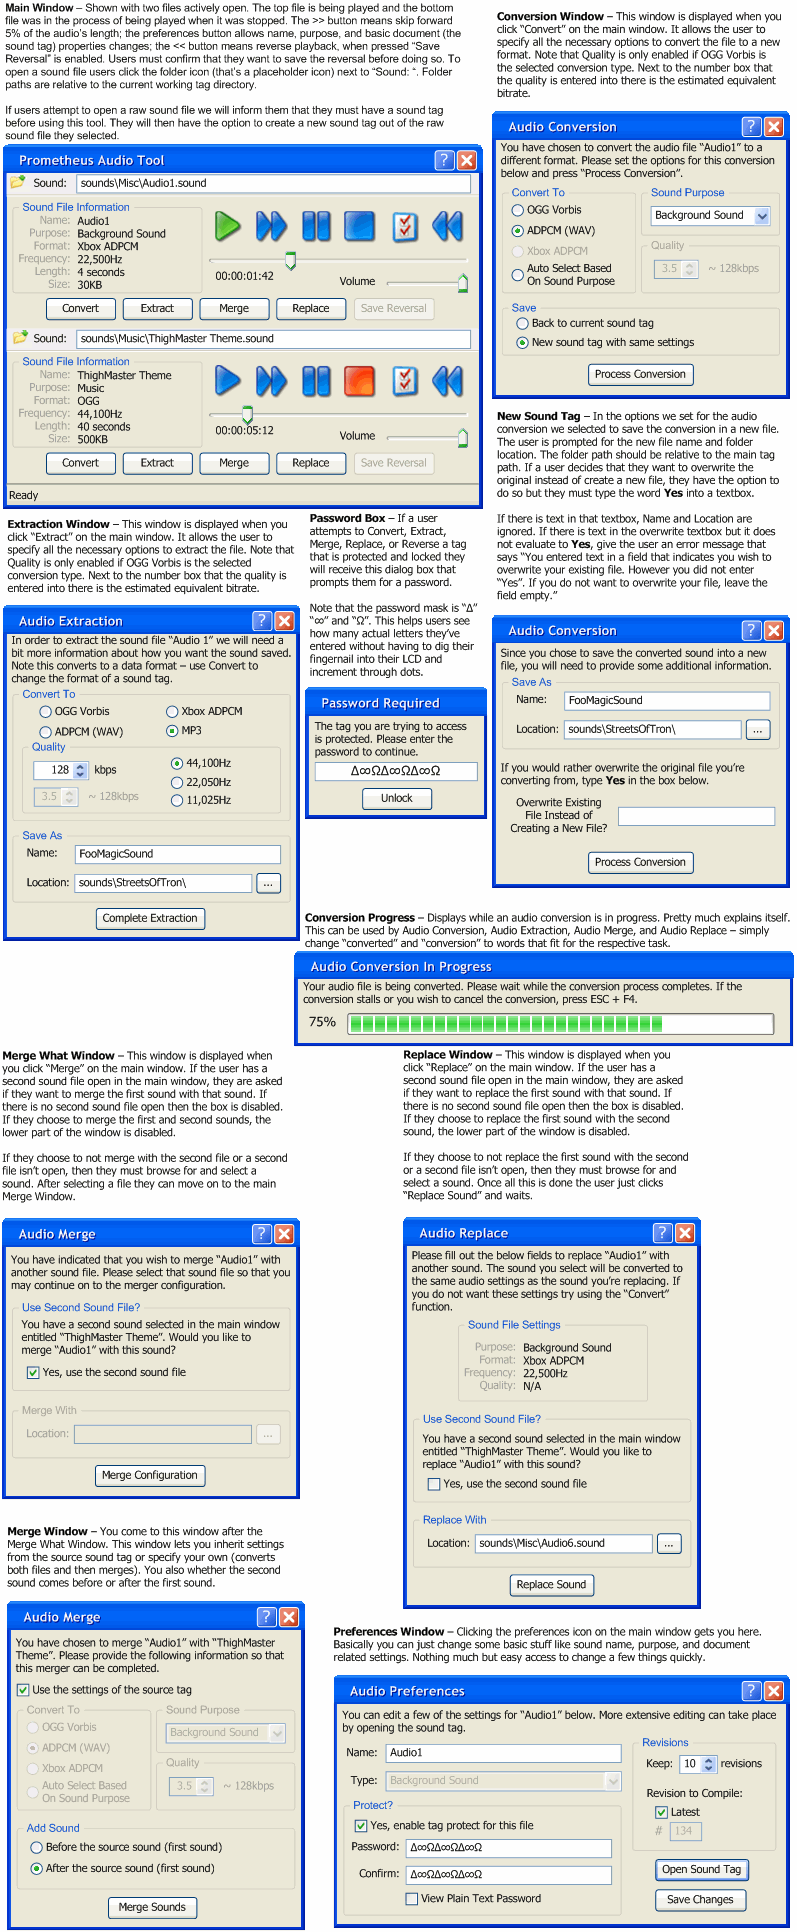 Main Window – Shown with two files actively open. The top file is being played and the bottom
file was in the process of being played when it was stopped. The >> button means skip forward
5% of the audio's length; the preferences button allows name, purpose, and basic document (the
sound tag) properties changes; the << button means reverse playback, when pressed "Save
Reversal" is enabled. Users must confirm that they want to save the reversal before doing so. To
open a sound file users click the folder icon (that's a placeholder icon) next to "Sound: ". Folder
paths are relative to the current working tag directory.
If users attempt to open a raw sound file we will inform them that they must have a sound tag
before using this tool. They will then have the option to create a new sound tag out of the raw
sound file they selected.
Prometheus Audio Tool
Sound: sounds\Misc\Audio1.sound
Sound File Information
Name: Audio1
Purpose: Background Sound
Format: Xbox ADPCM
Frequency: 22,500Hz
Length: 4 seconds
Size: 30KB
00:00:01:42
Volume
Convert Extract Merge Replace Save Reversal
Sound: sounds\Music\ThighMaster Theme.sound
Sound File Information
Name: ThighMaster Theme
Purpose: Music
Format: OGG
Frequency: 44,100Hz
Length: 40 seconds
Size: 500KB
00:00:05:12
Volume
Convert Extract Merge Replace Save Reversal
Ready
Conversion Window – This window is displayed when you
click "Convert" on the main window. It allows the user to
specify all the necessary options to convert the file to a new
format. Note that Quality is only enabled if OGG Vorbis is
the selected conversion type. Next to the number box that
the quality is entered into there is the estimated equivalent
bitrate.
Audio Conversion
You have chosen to convert the audio file "Audio1" to a
different format. Please set the options for this conversion
below and press "Process Conversion".
Convert To
OGG Vorbis
ADPCM (WAV)
Xbox ADPCM
Auto Select Based
On Sound Purpose
Sound Purpose
Background Sound
Quality
3.5 ~ 128kbps
Save
Back to current sound tag
New sound tag with same settings
Process Conversion
New Sound Tag – In the options we set for the audio
conversion we selected to save the conversion in a new file.
The user is prompted for the new file name and folder
location. The folder path should be relative to the main tag
path. If a user decides that they want to overwrite the
original instead of create a new file, they have the option to
do so but they must type the word Yes into a textbox.
If there is text in that textbox, Name and Location are
ignored. If there is text in the overwrite textbox but it does
not evaluate to Yes, give the user an error message that
says "You entered text in a field that indicates you wish to
overwrite your existing file. However you did not enter
"Yes". If you do not want to overwrite your file, leave the
field empty."
Audio Conversion
Since you chose to save the converted sound into a new
file, you will need to provide some additional information.
Save As
Name: FooMagicSound
Location: sounds\StreetsOfTron\ ...
If you would rather overwrite the original file you're
converting from, type Yes in the box below.
Overwrite Existing
File Instead of
Creating a New File?
Process Conversion
Extraction Window – This window is displayed when you
click "Extract" on the main window. It allows the user to
specify all the necessary options to extract the file. Note that
Quality is only enabled if OGG Vorbis is the selected
conversion type. Next to the number box that the quality is
entered into there is the estimated equivalent bitrate.
Audio Extraction
In order to extract the sound file "Audio 1" we will need a
bit more information about how you want the sound saved.
Note this converts to a data format – use Convert to
change the format of a sound tag.
Convert To
OGG Vorbis Xbox ADPCM
ADPCM (WAV) MP3
Quality
128 kbps
3.5 ~ 128kbps
44,100Hz
22,050Hz
11,025Hz
Save As
Name: FooMagicSound
Location: sounds\StreetsOfTron\ ...
Complete Extraction
Password Box – If a user
attempts to Convert, Extract,
Merge, Replace, or Reverse a tag
that is protected and locked they
will receive this dialog box that
prompts them for a password.
Note that the password mask is "Δ"
"∞" and "Ω". This helps users see
how many actual letters they've
entered without having to dig their
fingernail into their LCD and
increment through dots.
Password Required
The tag you are trying to access
is protected. Please enter the
password to continue.
Δ∞ΩΔ∞ΩΔ∞Ω
Unlock
Conversion Progress – Displays while an audio conversion is in progress. Pretty much explains itself.
This can be used by Audio Conversion, Audio Extraction, Audio Merge, and Audio Replace – simply
change "converted" and "conversion" to words that fit for the respective task.
Audio Conversion In Progress
Your audio file is being converted. Please wait while the conversion process completes. If the
conversion stalls or you wish to cancel the conversion, press ESC + F4.
75%
Merge What Window – This window is displayed when
you click "Merge" on the main window. If the user has a
second sound file open in the main window, they are asked
if they want to merge the first sound with that sound. If
there is no second sound file open then the box is disabled.
If they choose to merge the first and second sounds, the
lower part of the window is disabled.
If they choose to not merge with the second file or a second
file isn't open, then they must browse for and select a
sound. After selecting a file they can move on to the main
Merge Window.
Audio Merge
You have indicated that you wish to merge "Audio1" with
another sound file. Please select that sound file so that you
may continue on to the merger configuration.
Use Second Sound File?
You have a second sound selected in the main window
entitled "ThighMaster Theme". Would you like to
merge "Audio1" with this sound?
Yes, use the second sound file
Merge With
Location: ...
Merge Configuration
Replace Window – This window is displayed when you
click "Replace" on the main window. If the user has a
second sound file open in the main window, they are asked
if they want to replace the first sound with that sound. If
there is no second sound file open then the box is disabled.
If they choose to replace the first sound with the second
sound, the lower part of the window is disabled.
If they choose to not replace the first sound with the second
or a second file isn't open, then they must browse for and
select a sound. Once all this is done the user just clicks
"Replace Sound" and waits.
Audio Replace
Please fill out the below fields to replace "Audio1" with
another sound. The sound you select will be converted to
the same audio settings as the sound you're replacing. If
you do not want these settings try using the "Convert"
function.
Sound File Settings
Purpose: Background Sound
Format: Xbox ADPCM
Frequency: 22,500Hz
Quality: N/A
Use Second Sound File?
You have a second sound selected in the main window
entitled "ThighMaster Theme". Would you like to
replace "Audio1" with this sound?
Yes, use the second sound file
Replace With
Location: sounds\Misc\Audio6.sound ...
Replace Sound
Merge Window – You come to this window after the
Merge What Window. This window lets you inherit settings
from the source sound tag or specify your own (converts
both files and then merges). You also whether the second
sound comes before or after the first sound.
Audio Merge
You have chosen to merge "Audio1" with "ThighMaster
Theme". Please provide the following information so that
this merger can be completed.
Use the settings of the source tag
Convert To
OGG Vorbis
ADPCM (WAV)
Xbox ADPCM
Auto Select Based
On Sound Purpose
Sound Purpose
Background Sound
Quality
3.5 ~ 128kbps
Add Sound
Before the source sound (first sound)
After the source sound (first sound)
Merge Sounds
Preferences Window – Clicking the preferences icon on the main window gets you here.
Basically you can just change some basic stuff like sound name, purpose, and document
related settings. Nothing much but easy access to change a few things quickly.
Audio Preferences
You can edit a few of the settings for "Audio1" below. More extensive editing can take place
by opening the sound tag.
Name: Audio1
Type: Background Sound
Protect?
Yes, enable tag protect for this file
Password: Δ∞ΩΔ∞ΩΔ∞Ω
Confirm: Δ∞ΩΔ∞ΩΔ∞Ω
View Plain Text Password
Revisions
Keep: 10 revisions
Revision to Compile:
Latest
# 134
Open Sound Tag
Save Changes